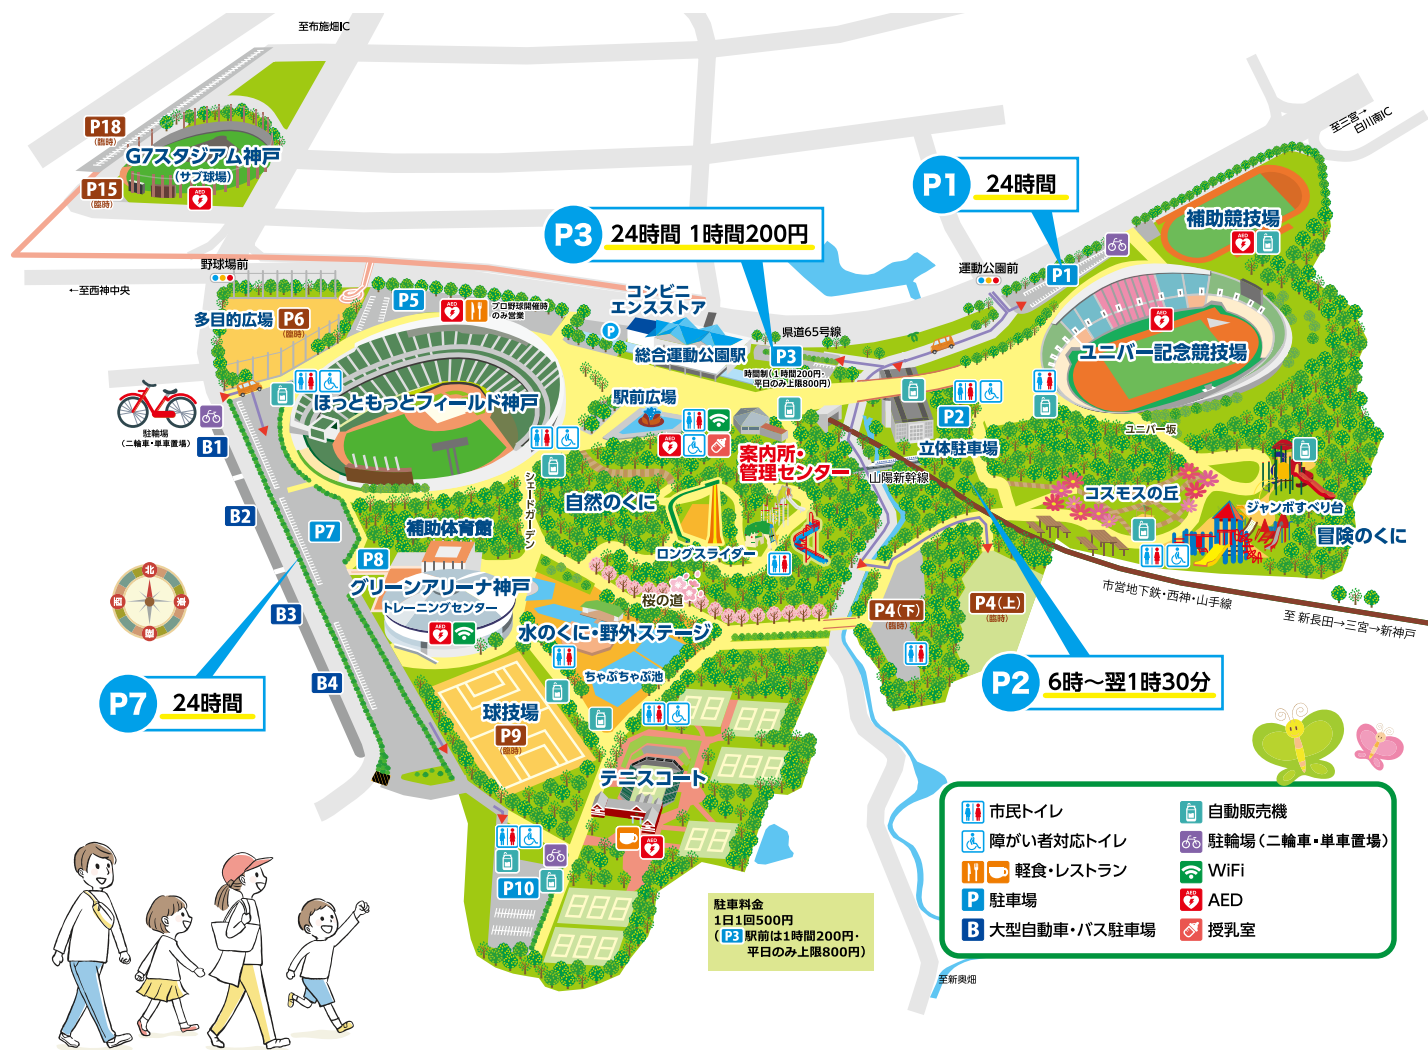 至布施畑IC
P18
(臨時)
G7スタジアム神戸
(サブ球場)
P15
(臨時)
AED
至三宮→
白川南IC
P1 24時間
P3 24時間 1時間200円
補助競技場
AED
野球場前
←至西神中央
運動公園前
P1
コンビニ
エンスストア
P5
AED
プロ野球開催時
のみ営業
多目的広場
P6
(臨時)
P
県道65号線
総合運動公園駅
P3
時間制(1時間200円・
平日のみ上限800円)
AED
ユニバー記念競技場
ほっともっとフィールド神戸
駅前広場
P2
駐輪場
(二輪車・単車置場)
B1
AED
案内所・
管理センター
立体駐車場
ユニバー坂
山陽新幹線
シェードガーデン
自然のくに
コスモスの丘
ジャンボすべり台
冒険のくに
B2
P7
補助体育館
P8
ロングスライダー
グリーンアリーナ神戸
トレーニングセンター
AED
桜の道
市営地下鉄・西神・山手線
至 新長田→三宮→新神戸
北
東
南
西
B3
P4(下)
(臨時)
P4(上)
(臨時)
水のくに・野外ステージ
ちゃぷちゃぷ池
P7 24時間
B4
P2 6時～翌1時30分
球技場
P9
(臨時)
テニスコート
AED
P10
駐車料金
1日1回500円
(P3駅前は1時間200円・
平日のみ上限800円)
至新奥畑
市民トイレ
障がい者対応トイレ
軽食・レストラン
P 駐車場
B 大型自動車・バス駐車場
自動販売機
駐輪場(二輪車・単車置場)
WiFi
AED AED
授乳室